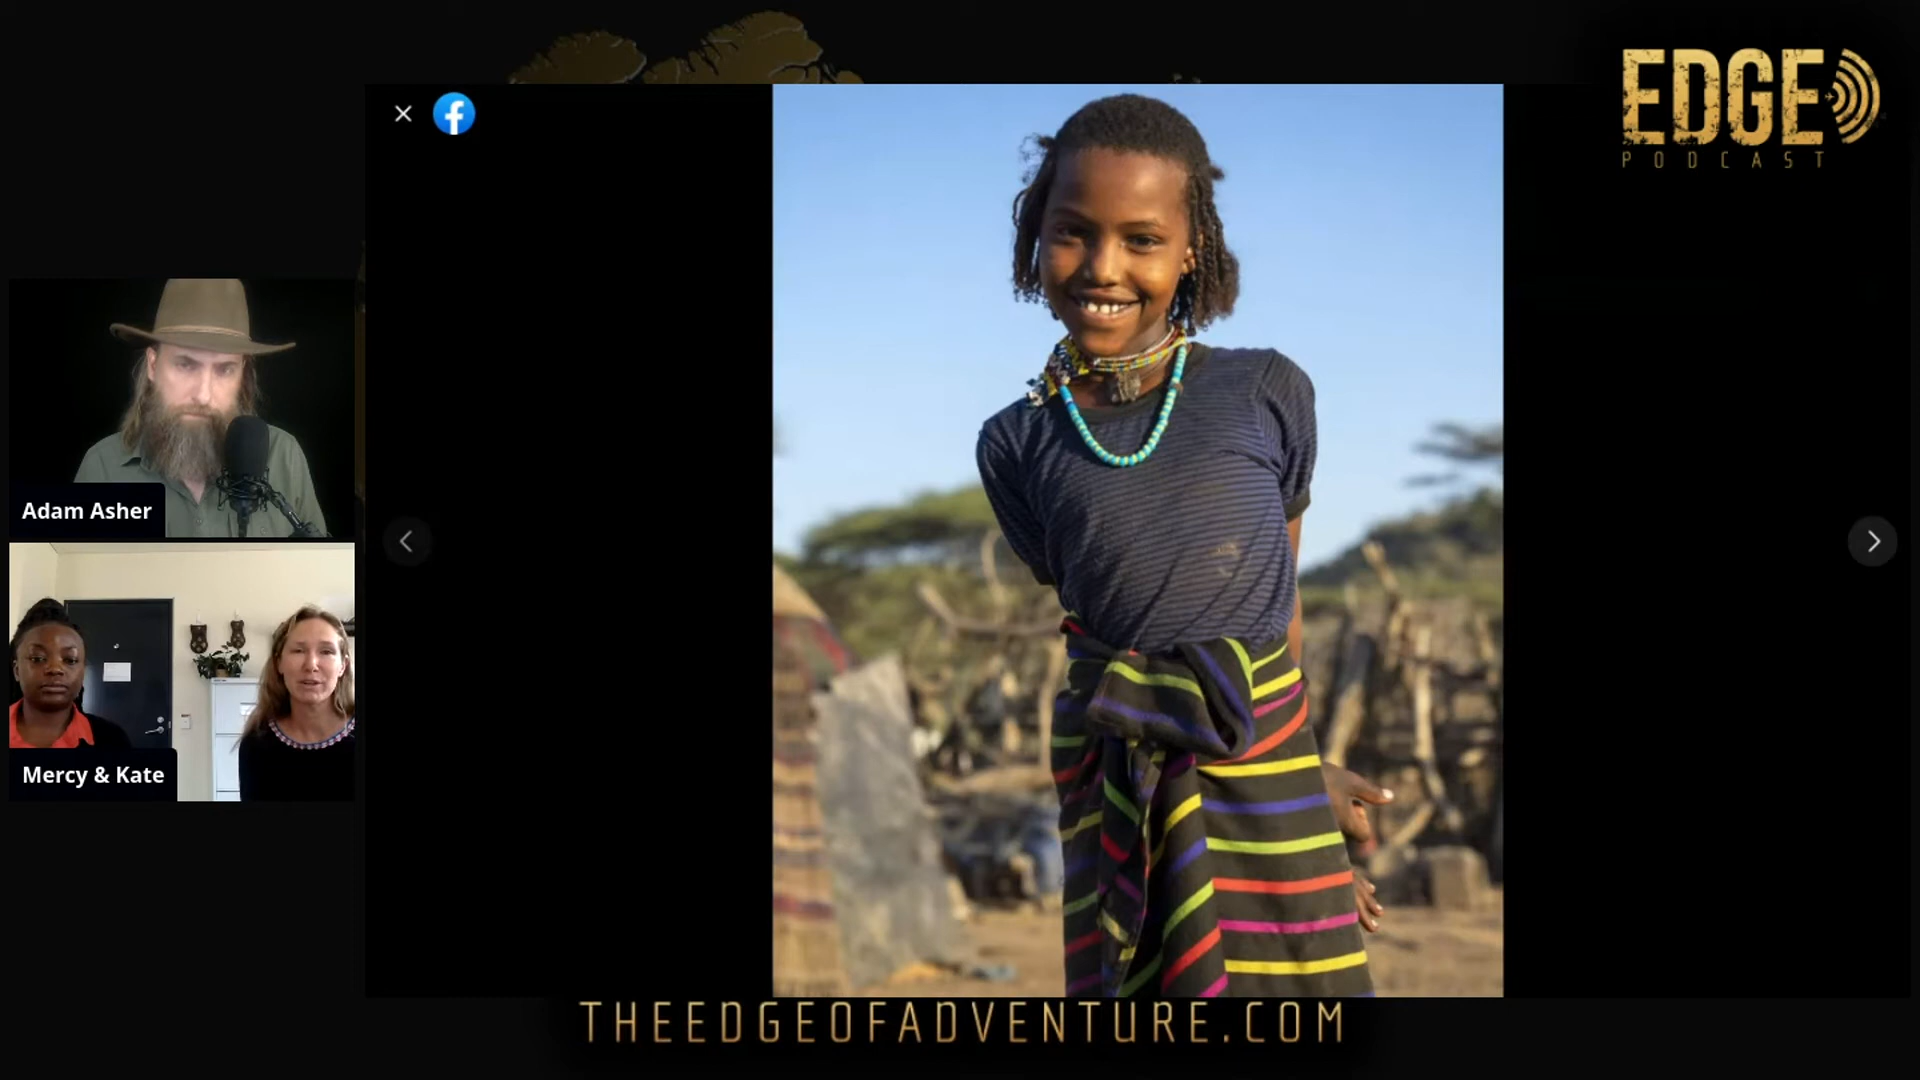 EDGE
PODCAST
Adam Asher
Mercy & Kate
THEEDGEOFADVENTURE.COM